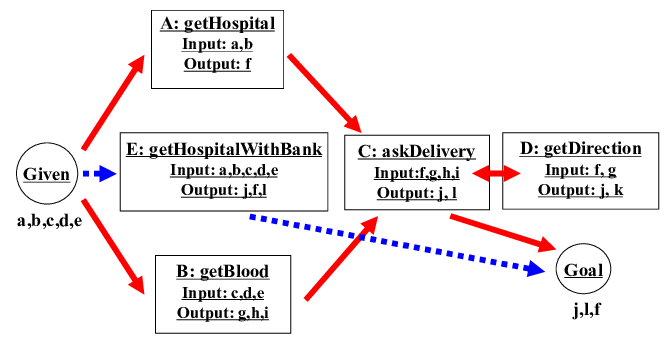 A: getHospital
Input: a,b
Output: f
E: getHospitalWithBank
Input: a,b,c,d,e
Output: j,f,l
C: askDelivery
Input:f,g,h,i
Output: j, l
D: getDirection
Input: f, g
Output: j, k
Given
a,b,c,d,e
B: getBlood
Input: c,d,e
Output: g,h,i
Goal
j,l,f